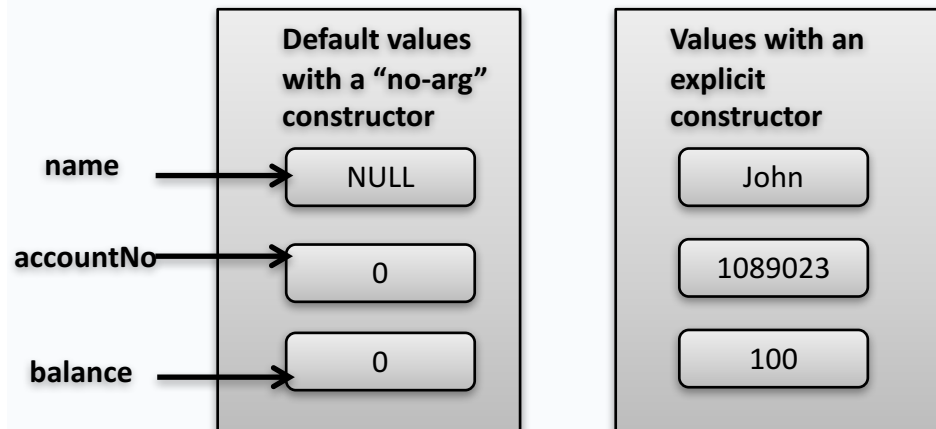 Default values
with a “no-arg”
constructor
name
NULL
accountNo
0
balance
0
Values with an
explicit
constructor
John
1089023
100